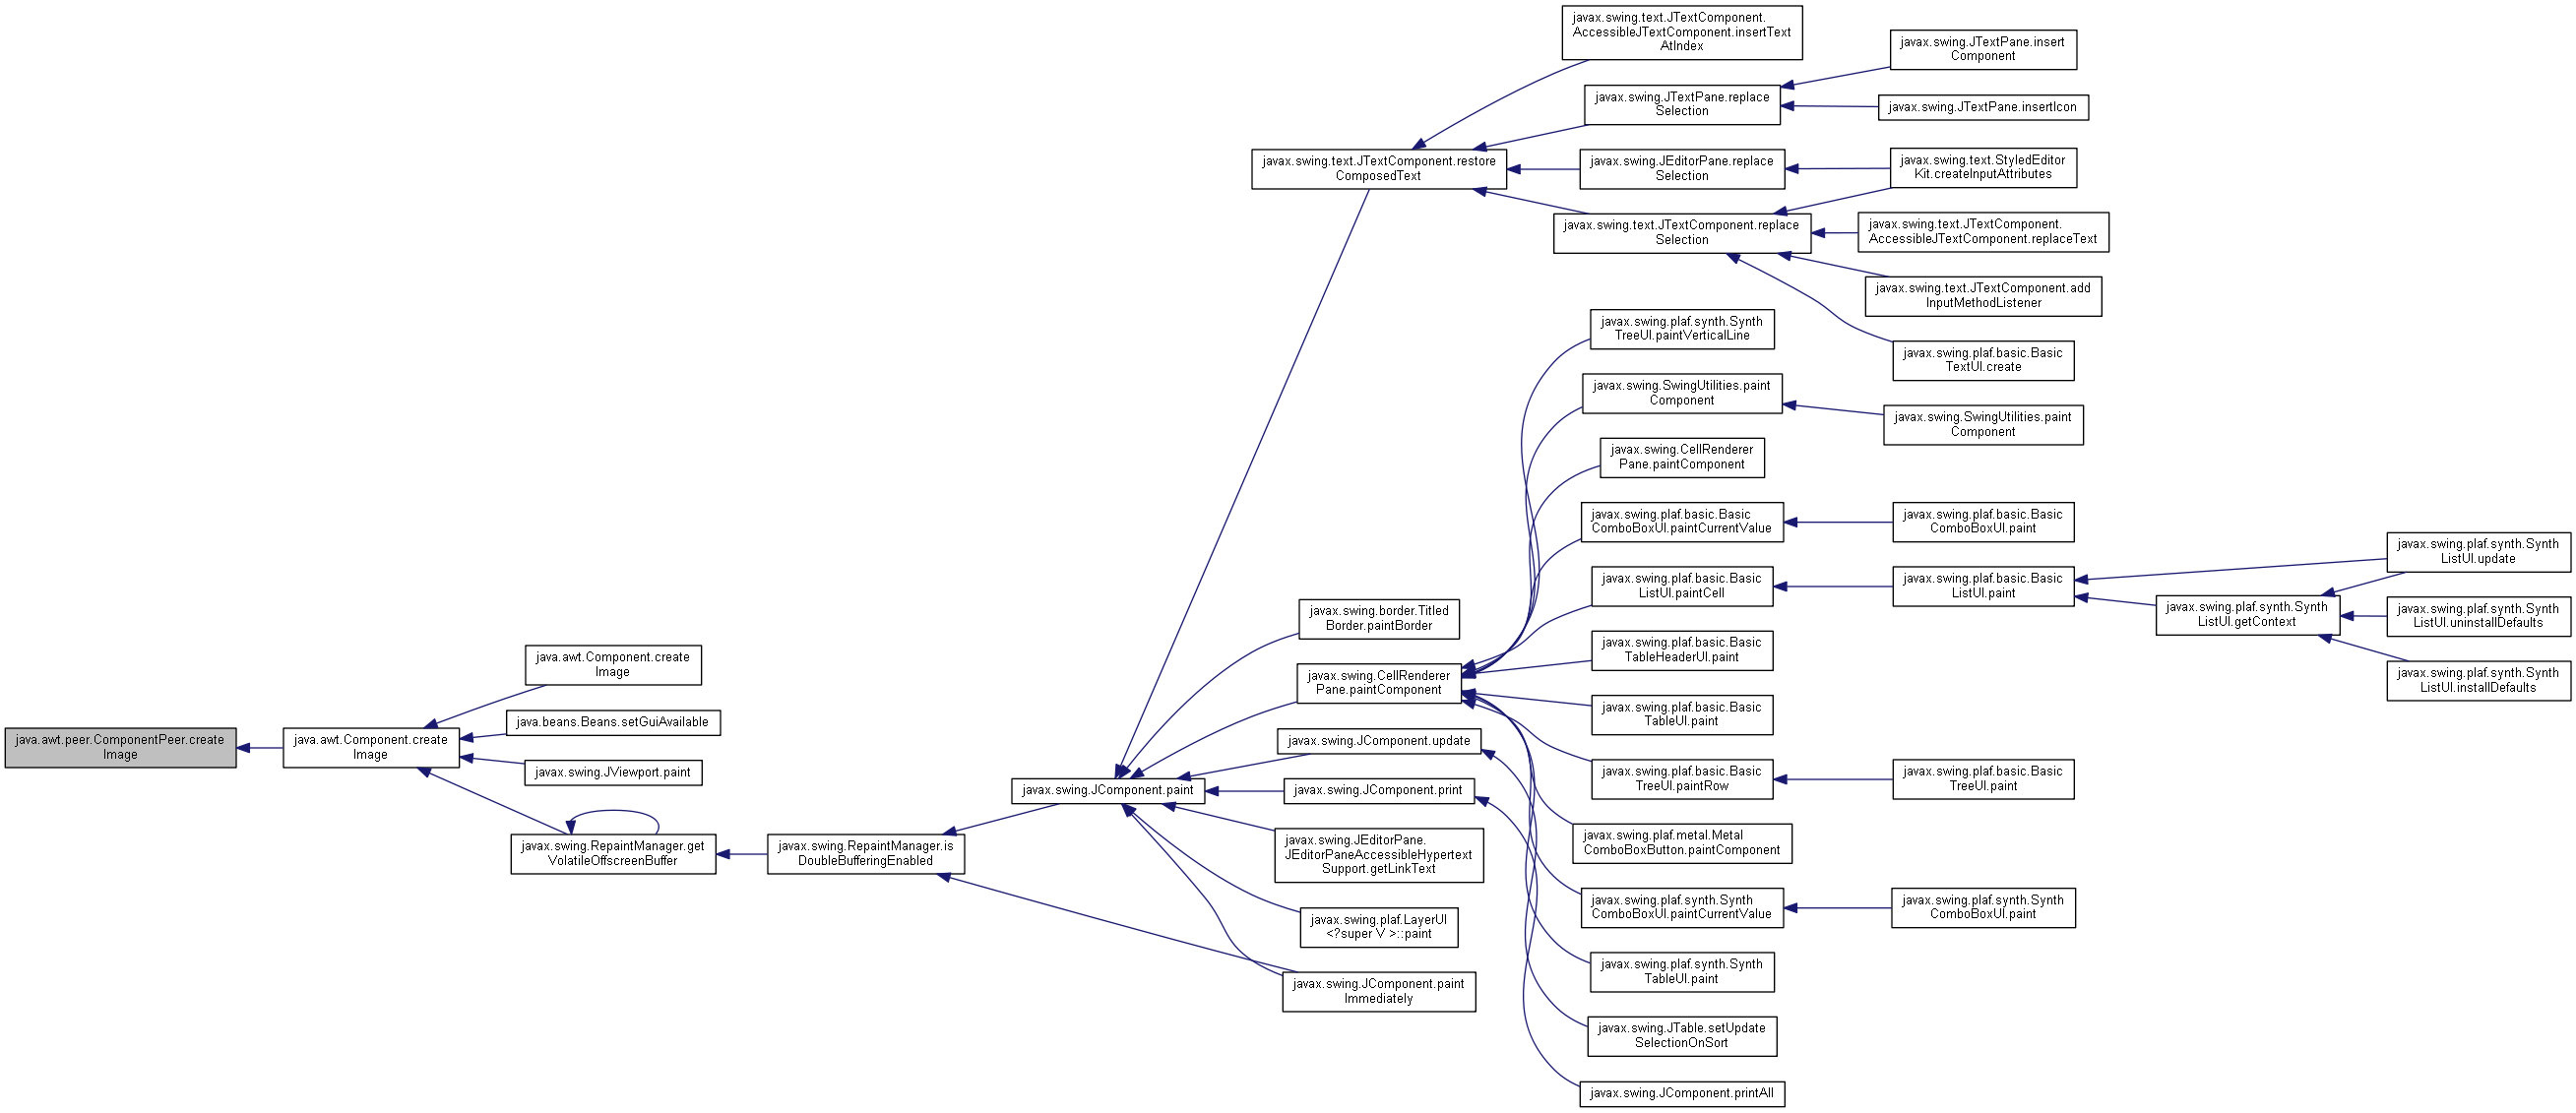 java.awt.peer.ComponentPeer.create
Image
java.awt.Component.create
Image
java.awt.Component.create
Image
java.beans.Beans.setGuiAvailable
javax.swing.JViewport.paint
javax.swing.RepaintManager.get
VolatileOffscreenBuffer
javax.swing.RepaintManager.is
DoubleBufferingEnabled
javax.swing.JComponent.paint
javax.swing.text.JTextComponent.restore
ComposedText
javax.swing.border.Titled
Border.paintBorder
javax.swing.CellRenderer
Pane.paintComponent
javax.swing.JComponent.update
javax.swing.JComponent.print
javax.swing.JEditorPane.
JEditorPaneAccessibleHypertext
Support.getLinkText
javax.swing.plaf.LayerUI
<?super V >::paint
javax.swing.JComponent.paint
Immediately
javax.swing.text.JTextComponent.
AccessibleJTextComponent.insertText
AtIndex
javax.swing.JTextPane.replace
Selection
javax.swing.JEditorPane.replace
Selection
javax.swing.text.JTextComponent.replace
Selection
javax.swing.plaf.synth.Synth
TreeUI.paintVerticalLine
javax.swing.SwingUtilities.paint
Component
javax.swing.CellRenderer
Pane.paintComponent
javax.swing.plaf.basic.Basic
ComboBoxUI.paintCurrentValue
javax.swing.plaf.basic.Basic
ListUI.paintCell
javax.swing.plaf.basic.Basic
TableHeaderUI.paint
javax.swing.plaf.basic.Basic
TableUI.paint
javax.swing.plaf.basic.Basic
TreeUI.paintRow
javax.swing.plaf.metal.Metal
ComboBoxButton.paintComponent
javax.swing.plaf.synth.Synth
ComboBoxUI.paintCurrentValue
javax.swing.plaf.synth.Synth
TableUI.paint
javax.swing.JTable.setUpdate
SelectionOnSort
javax.swing.JComponent.printAll
javax.swing.JTextPane.insert
Component
javax.swing.JTextPane.insertIcon
javax.swing.text.StyledEditor
Kit.createInputAttributes
javax.swing.text.JTextComponent.
AccessibleJTextComponent.replaceText
javax.swing.text.JTextComponent.add
InputMethodListener
javax.swing.plaf.basic.Basic
TextUI.create
javax.swing.SwingUtilities.paint
Component
javax.swing.plaf.basic.Basic
ComboBoxUI.paint
javax.swing.plaf.basic.Basic
ListUI.paint
javax.swing.plaf.basic.Basic
TreeUI.paint
javax.swing.plaf.synth.Synth
ComboBoxUI.paint
javax.swing.plaf.synth.Synth
ListUI.getContext
javax.swing.plaf.synth.Synth
ListUI.update
javax.swing.plaf.synth.Synth
ListUI.uninstallDefaults
javax.swing.plaf.synth.Synth
ListUI.installDefaults